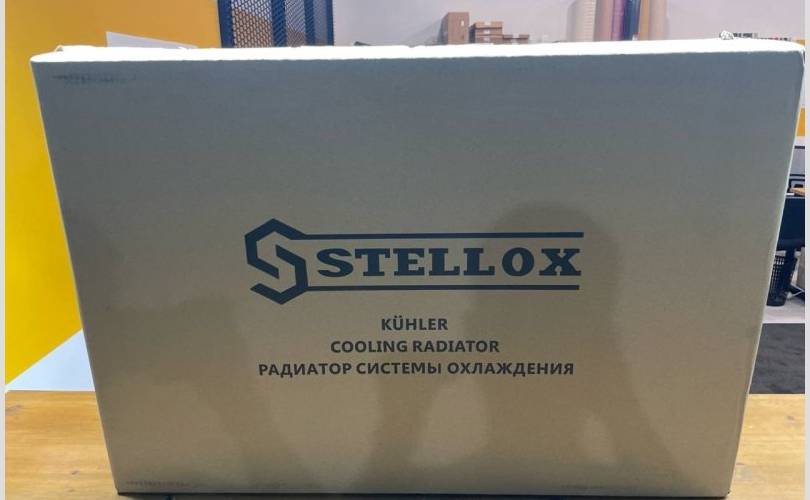 STELLOX
KÜHLER
COOLING RADIATOR
РАДИАТОР СИСТЕМЫ ОХЛАЖДЕНИЯ